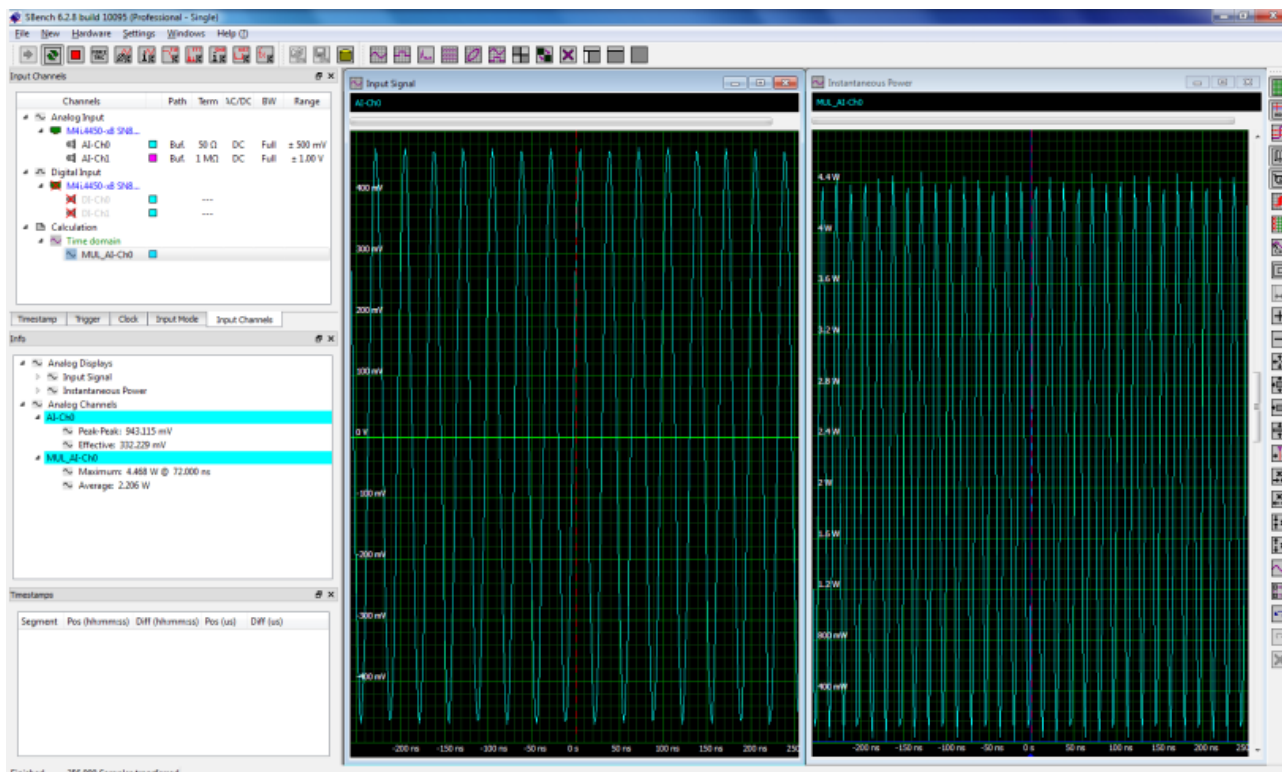 SBench 6.2.8 build 10095 (Professional - Single)
File New Hardware Settings Windows Help (I)
Input Channels
Channels Path Term AC/DC BW Range
Analog Input
M4i.4450-x8 SN8...
AI-Ch0 Buf. 50 Ω DC Full ± 500 mV
AI-Ch1 Buf. 1 MΩ DC Full ± 1.00 V
Digital Input
M4i.4450-x8 SN8...
DI-Ch0 ---
DI-Ch1 ---
Calculation
Time domain
MUL_AI-Ch0
Timestamp Trigger Clock Input Mode Input Channels
Info
Analog Displays
Input Signal
Instantaneous Power
Analog Channels
AI-Ch0
Peak-Peak: 943.115 mV
Effective: 332.229 mV
MUL_AI-Ch0
Maximum: 4.468 W @ 72.000 ns
Average: 2.206 W
Timestamps
Segment Pos (hh:mm:ss) Diff (hh:mm:ss) Pos (us) Diff (us)
Input Signal
AI-Ch0
400 mV
300 mV
200 mV
100 mV
0 V
-100 mV
-200 mV
-300 mV
-400 mV
-200 ns -150 ns -100 ns -50 ns 0 s 50 ns 100 ns 150 ns 200 ns 250
Instantaneous Power
MUL_AI-Ch0
4.4 W
4 W
3.6 W
3.2 W
2.8 W
2.4 W
2 W
1.6 W
1.2 W
800 mW
400 mW
-200 ns -150 ns -100 ns -50 ns 0 s 50 ns 100 ns 150 ns 200 ns 25